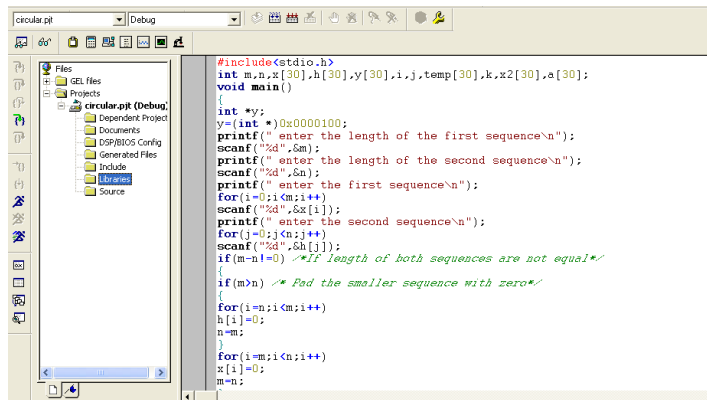 circular.pjt Debug
Files
GEL files
Projects
circular.pjt (Debug)
Dependent Project
Documents
DSP/BIOS Config
Generated Files
Include
Libraries
Source
#include<stdio.h>
int m,n,x[30],h[30],y[30],i,j,temp[30],k,x2[30],a[30];
void main()
{
int *y;
y=(int *)0x0000100;
printf(" enter the length of the first sequence\n");
scanf("%d",&m);
printf(" enter the length of the second sequence\n");
scanf("%d",&n);
printf(" enter the first sequence\n");
for(i=0;i<m;i++)
scanf("%d",&x[i]);
printf(" enter the second sequence\n");
for(j=0;j<n;j++)
scanf("%d",&h[j]);
if(m-n!=0) /*If length of both sequences are not equal*/
{
if(m>n) /* Pad the smaller sequence with zero*/
{
for(i=n;i<m;i++)
h[i]=0;
n=m;
}
for(i=m;i<n;i++)
x[i]=0;
m=n;